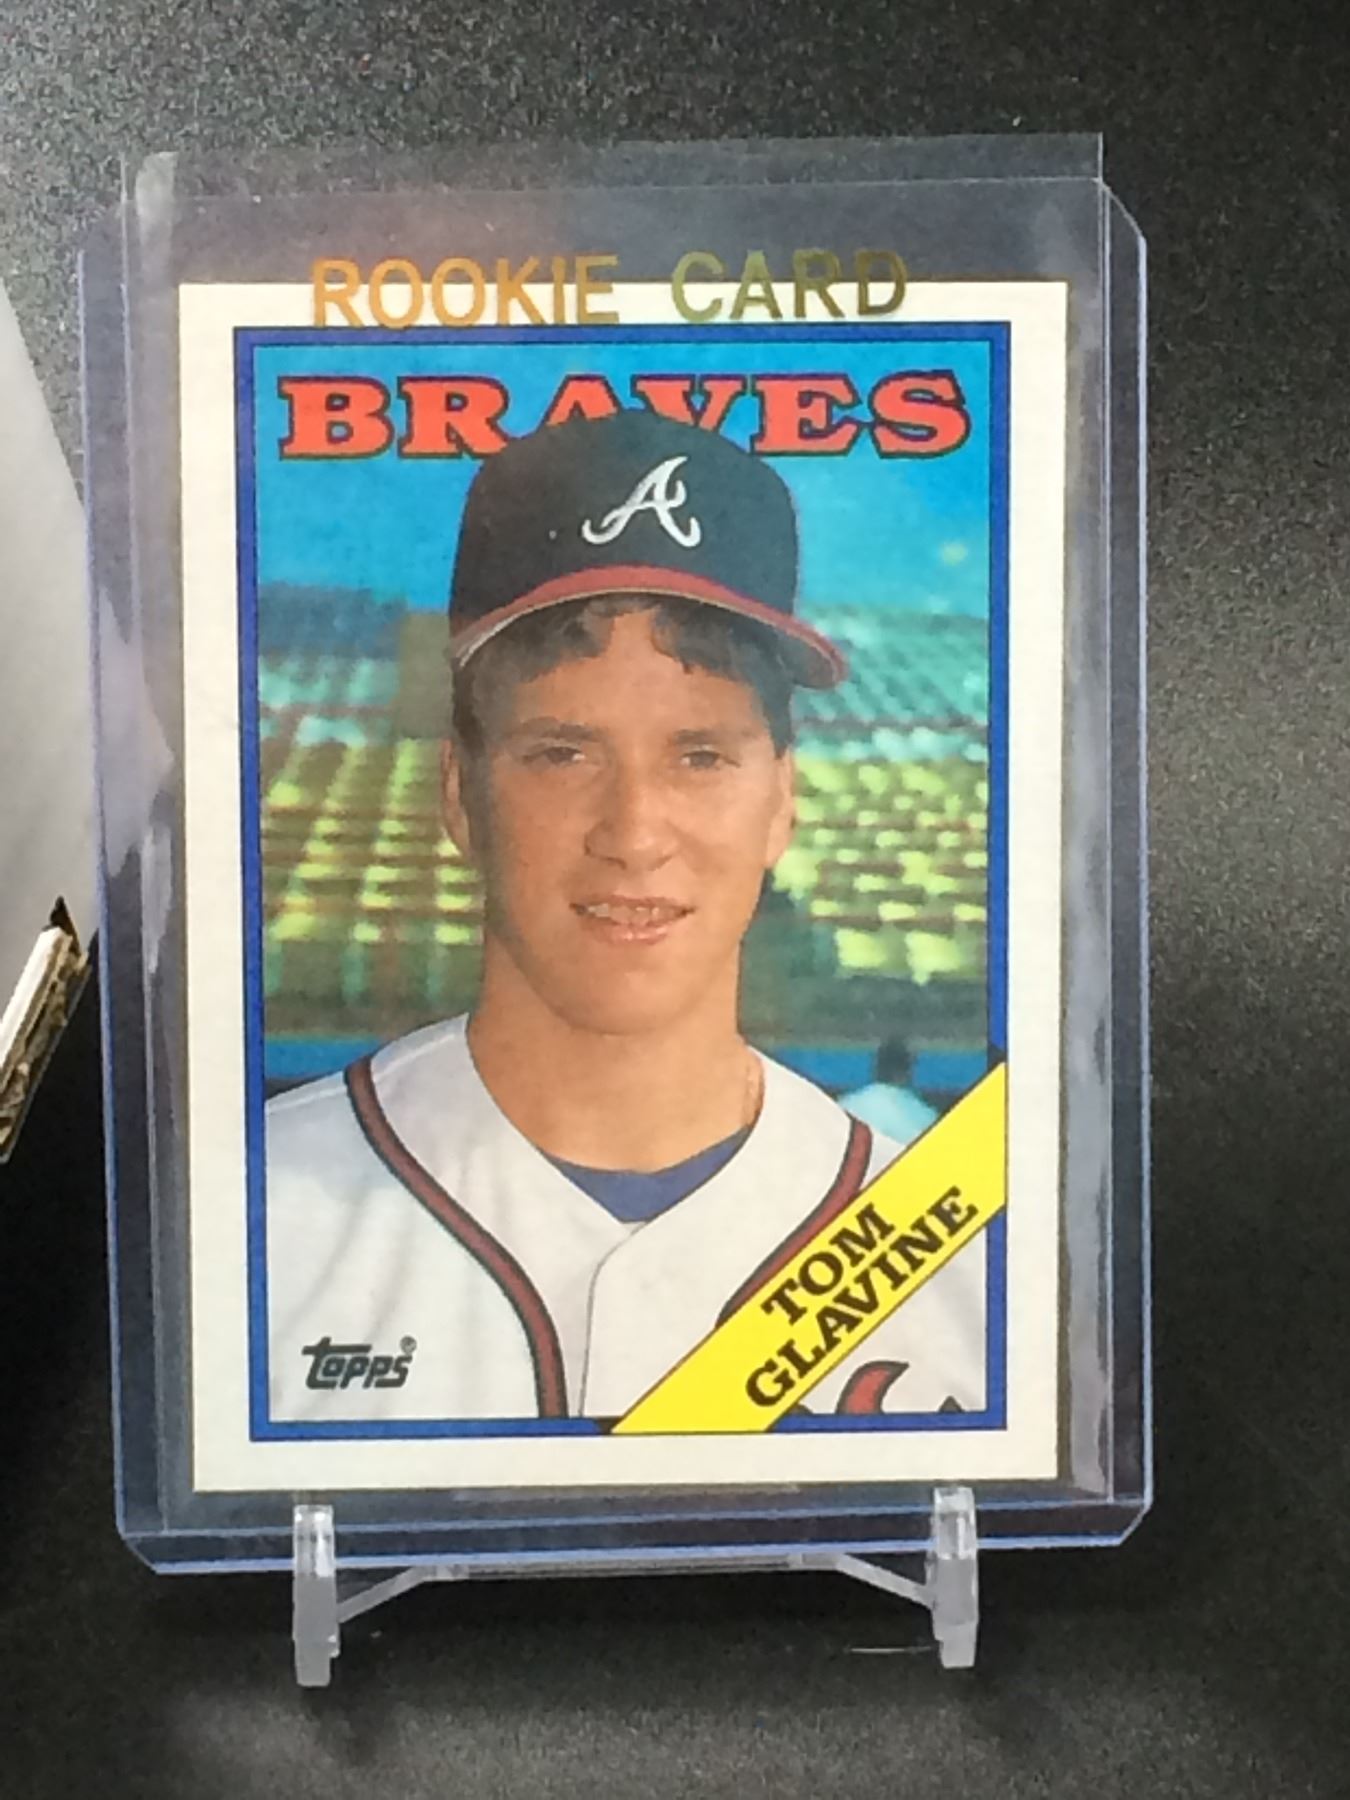 ROOKIE CARD
BRAVES
A
TOM
GLAVINE
topps®